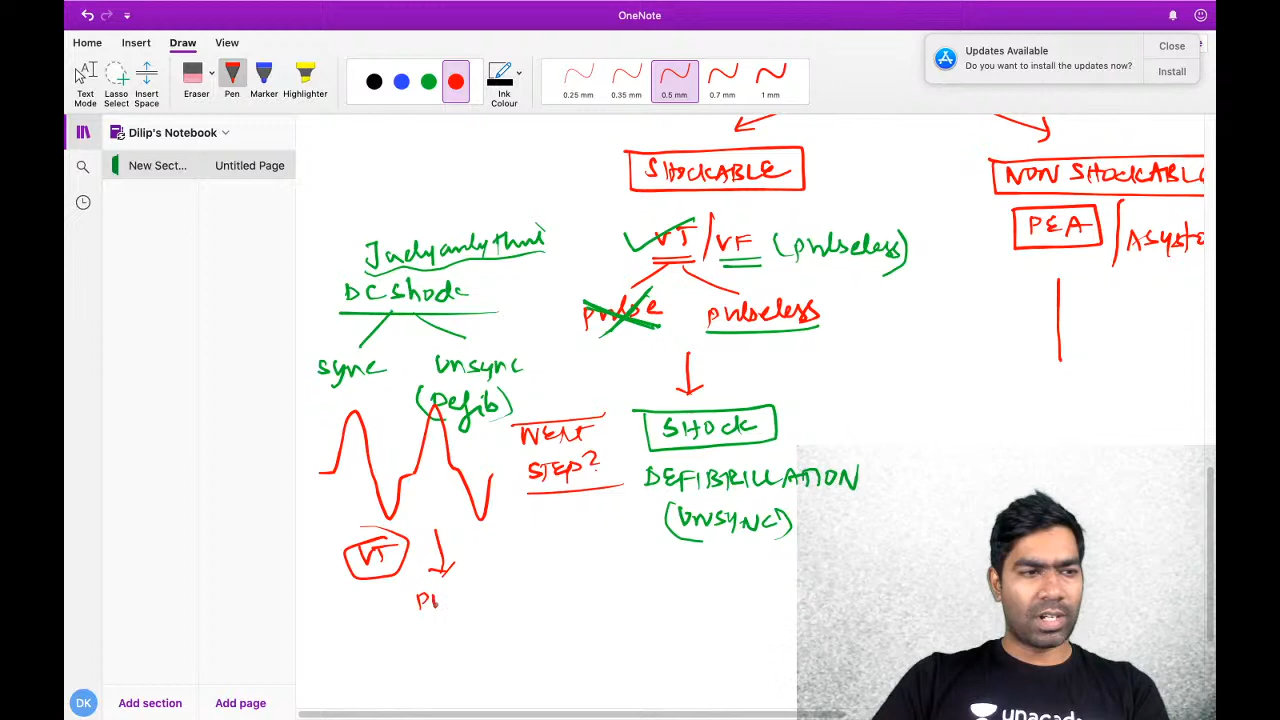 OneNote
Home Insert Draw View
Updates Available
Do you want to install the updates now?
Close
Install
Text Mode
Lasso Select
Insert Space
Eraser
Pen
Marker
Highlighter
0.25 mm
0.35 mm
0.5 mm
0.7 mm
1 mm
Ink Colour
Dilip's Notebook
New Sect...
Untitled Page
SHOCKABLE
NON SHOCKABL
PEA / ASYSTE
VT / VF (pulseless)
DC Shock
pulse pulseless
sync unsync
(Defib)
NEXT
STEP?
SHOCK
DEFIBRILLATION
(UNSYNC)
VT
DK
Add section
Add page
unacade